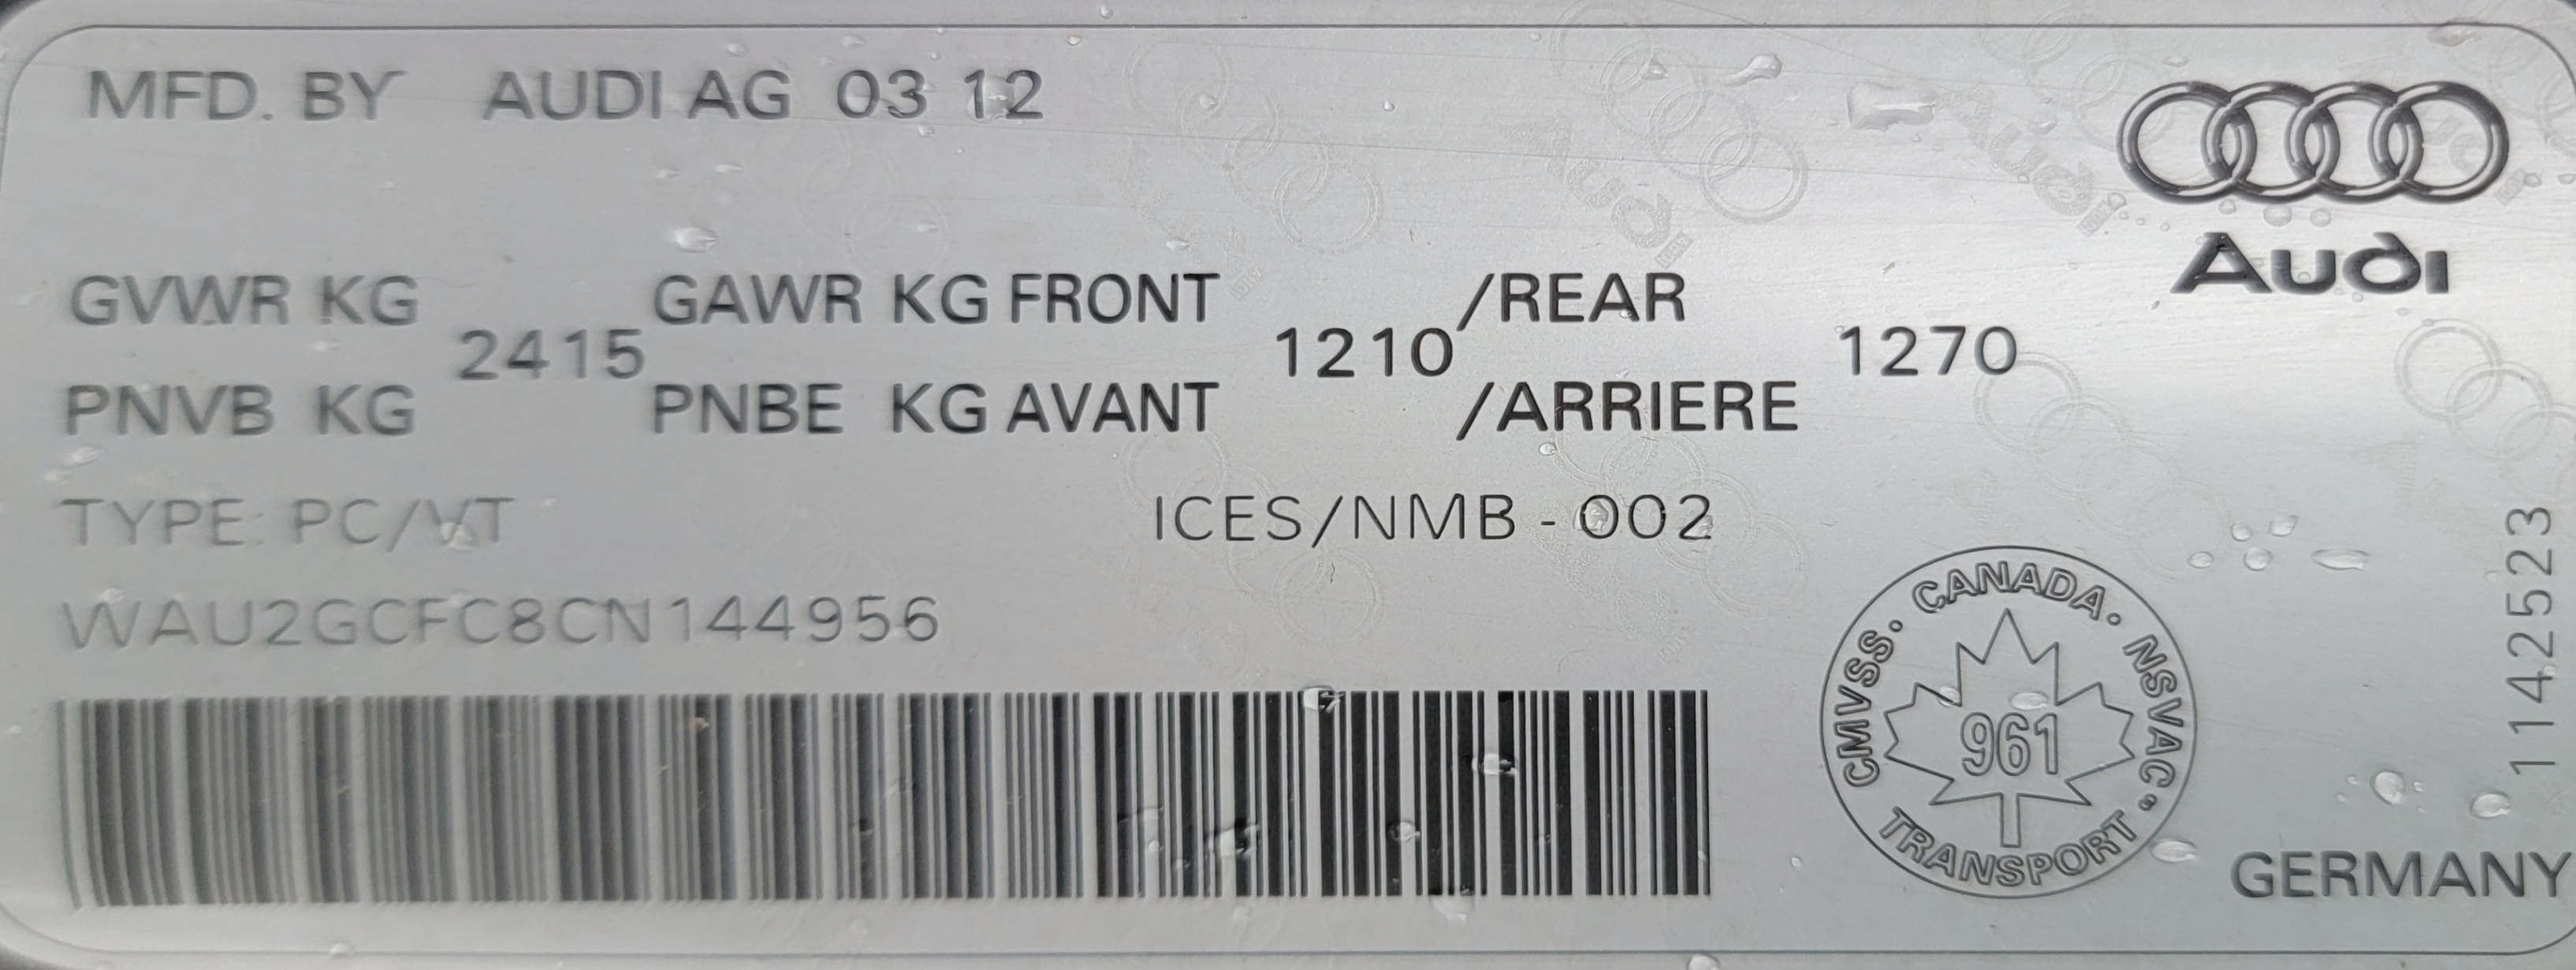 MFD. BY AUDI AG 03 12
Audi
GVWR KG 2415 GAWR KG FRONT 1210 /REAR 1270
PNVB KG PNBE KG AVANT /ARRIERE
TYPE: PC/VT ICES/NMB - 002
WAU2GCFC8CN144956
CMVSS. CANADA. NSVAC.
961
TRANSPORT
1142523
GERMANY